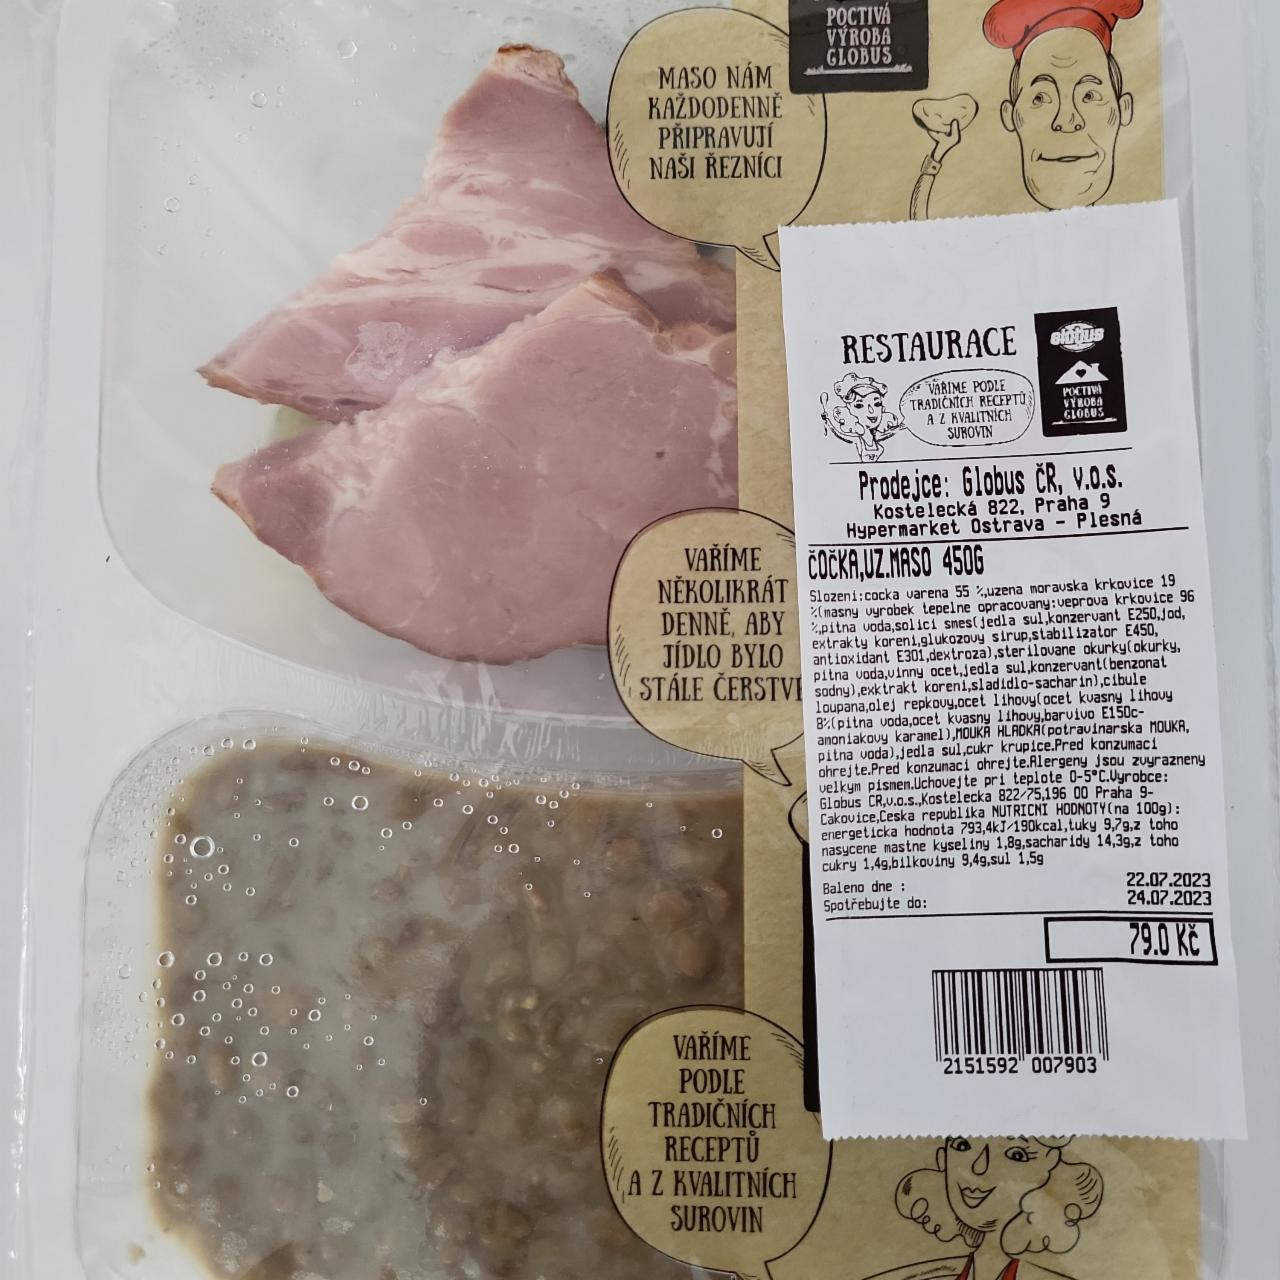 POCTIVÁ
VÝROBA
GLOBUS
MASO NÁM
KAŽDODENNĚ
PŘIPRAVUJÍ
NAŠI ŘEZNÍCI
RESTAURACE
globus
POCTIVÁ
VÝROBA
GLOBUS
VAŘÍME PODLE
TRADIČNÍCH RECEPTŮ
A Z KVALITNÍCH
SUROVIN
Prodejce: Globus ČR, v.o.s.
Kostelecká 822, Praha 9
Hypermarket Ostrava - Plesná
ČOČKA,UZ.MASO 450G
Slozeni:cocka varena 55 %,uzena moravska krkovice 19
%(masny vyrobek tepelne opracovany:veprova krkovice 96
%,pitna voda,solici smes(jedla sul,konzervant E250,jod,
extrakty koreni,glukozovy sirup,stabilizator E450,
antioxidant E301,dextroza),sterilovane okurky(okurky,
pitna voda,vinny ocet,jedla sul,konzervant(benzonat
sodny),exktrakt koreni,sladidlo-sacharin),cibule
loupana,olej repkovy,ocet lihovy(ocet kvasny lihovy
8%(pitna voda,ocet kvasny lihovy,barvivo E150c-
amoniakovy karamel),MOUKA HLADKA(potravinarska MOUKA,
pitna voda),jedla sul,cukr krupice.Pred konzumaci
ohrejte.Pred konzumaci ohrejte.Alergeny jsou zvyrazneny
velkym pismem.Uchovejte pri teplote 0-5°C.Vyrobce:
Globus CR,v.o.s.,Kostelecka 822/75,196 00 Praha 9-
Cakovice,Ceska republika NUTRICNI HODNOTY(na 100g):
energeticka hodnota 793,4kJ/190kcal,tuky 9,7g,z toho
nasycene mastne kyseliny 1,8g,sacharidy 14,3g,z toho
cukry 1,4g,bilkoviny 9,4g,sul 1,5g
Baleno dne : 22.07.2023
Spotřebujte do: 24.07.2023
79.0 Kč
2151592 007903
VAŘÍME
NĚKOLIKRÁT
DENNĚ, ABY
JÍDLO BYLO
STÁLE ČERSTVÉ
VAŘÍME
PODLE
TRADIČNÍCH
RECEPTŮ
A Z KVALITNÍCH
SUROVIN